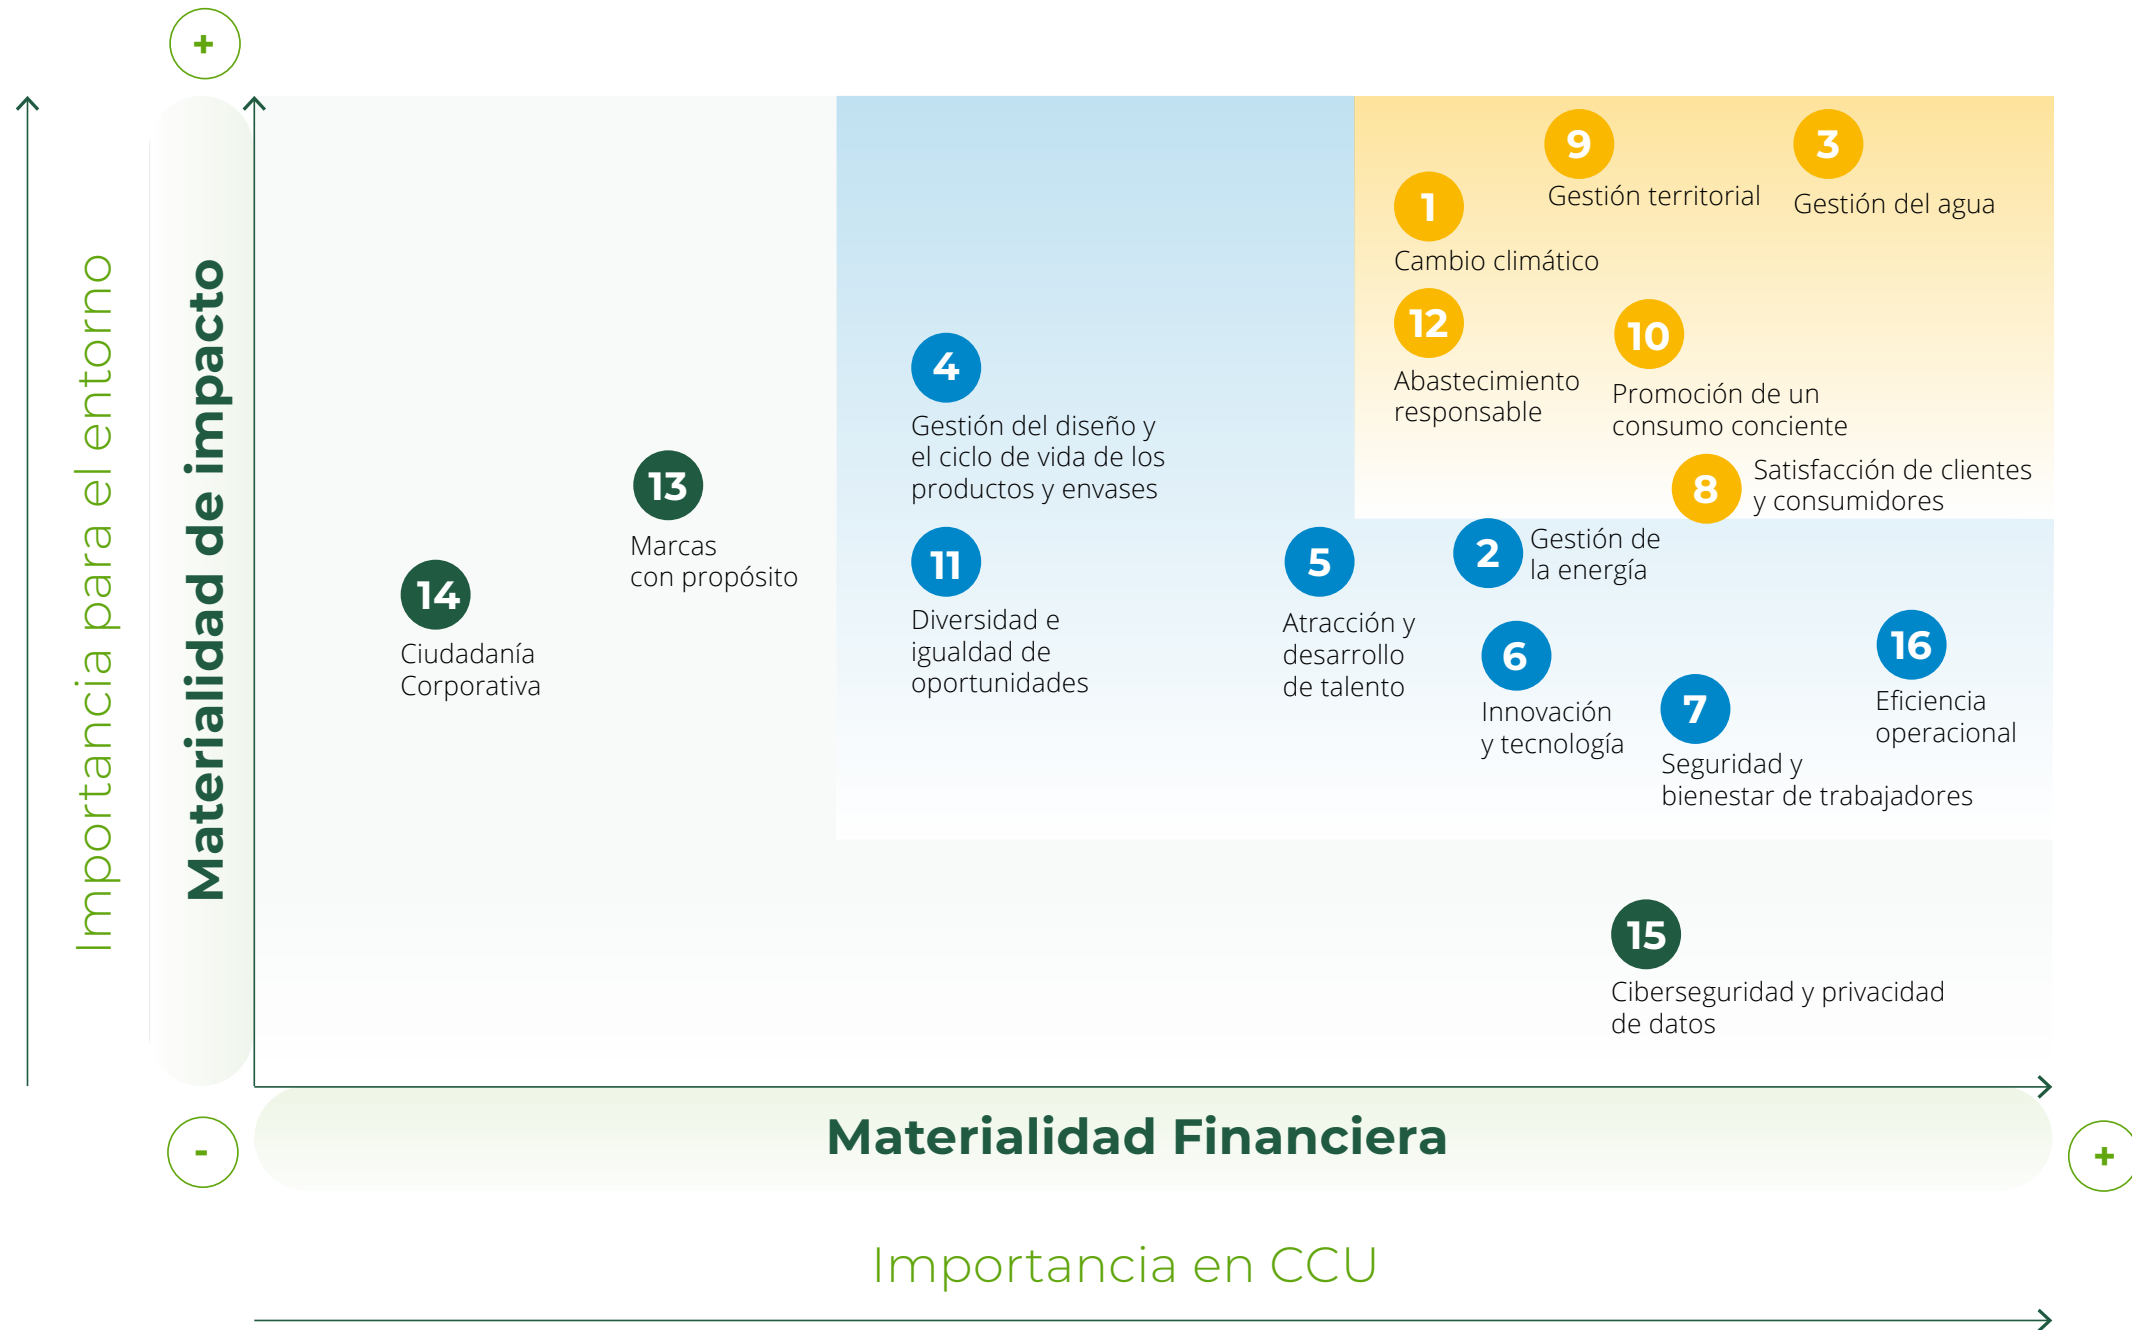 +
Importancia para el entorno
Materialidad de impacto
9
Gestión territorial
3
Gestión del agua
1
Cambio climático
12
Abastecimiento
responsable
10
Promoción de un
consumo conciente
8
Satisfacción de clientes
y consumidores
4
Gestión del diseño y
el ciclo de vida de los
productos y envases
13
Marcas
con propósito
14
Ciudadanía
Corporativa
11
Diversidad e
igualdad de
oportunidades
5
Atracción y
desarrollo
de talento
2
Gestión de
la energía
6
Innovación
y tecnología
7
Seguridad y
bienestar de trabajadores
16
Eficiencia
operacional
15
Ciberseguridad y privacidad
de datos
-
Materialidad Financiera
+
Importancia en CCU